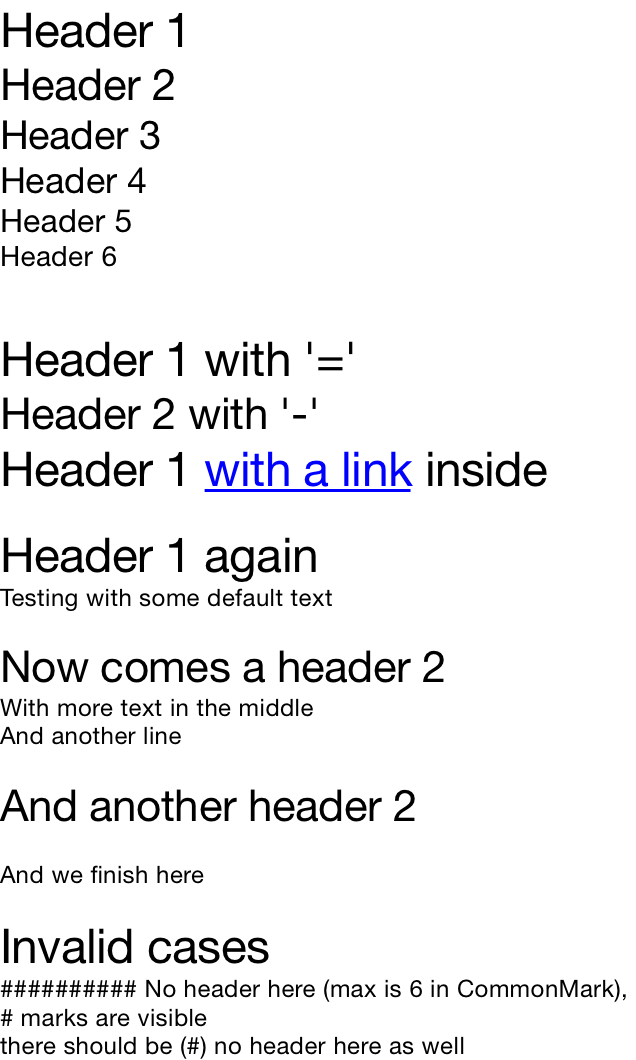 Header 1
Header 2
Header 3
Header 4
Header 5
Header 6
Header 1 with '='
Header 2 with '-'
Header 1 with a link inside
Header 1 again
Testing with some default text
Now comes a header 2
With more text in the middle
And another line
And another header 2
And we finish here
Invalid cases
########## No header here (max is 6 in CommonMark),
# marks are visible
there should be (#) no header here as well